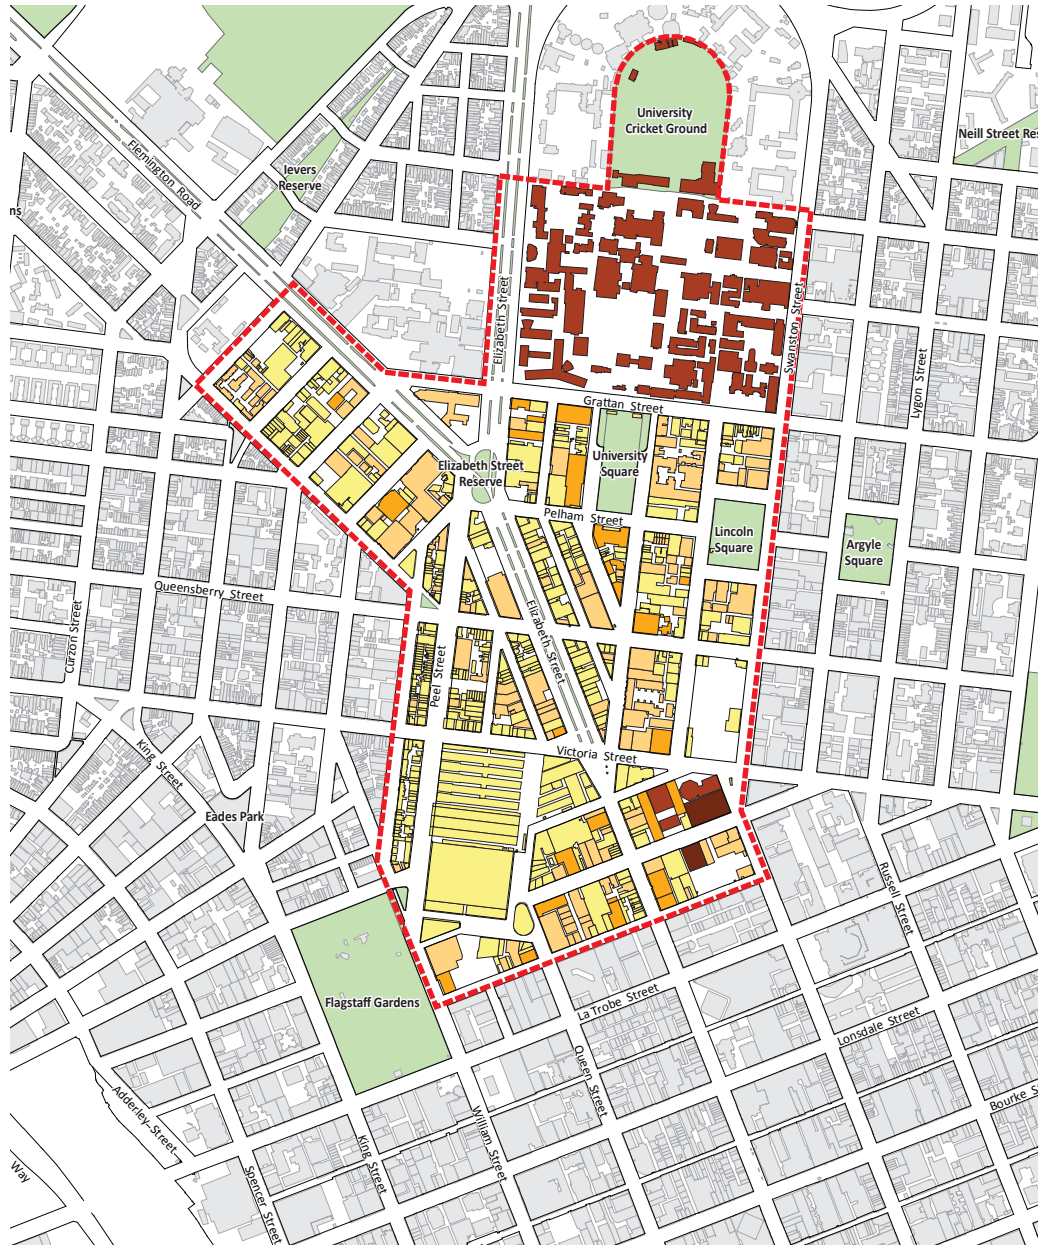 University
Cricket Ground
Neill Street Res
Flemington Road
Ievers
Reserve
ns
Elizabeth Street
Swanston Street
Lygon Street
Grattan Street
University
Square
Elizabeth Street
Reserve
Pelham Street
Lincoln
Square
Argyle
Square
Queensberry Street
Curzon Street
Elizabeth Street
Peel Street
King Street
Victoria Street
Eades Park
Russell Street
Flagstaff Gardens
La Trobe Street
Lonsdale Street
Queen Street
Bourke S
Adderley Street
William Street
King Street
Spencer Street
Way